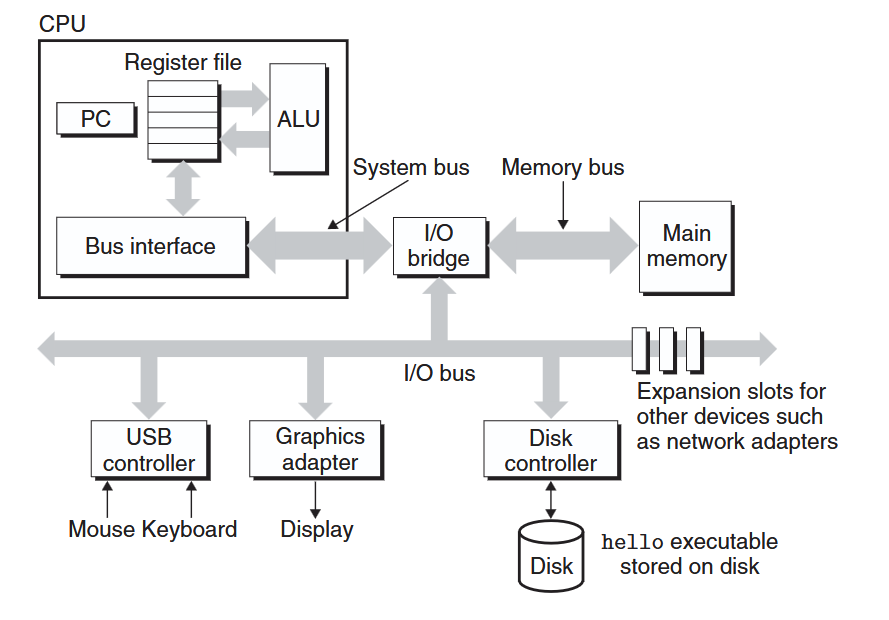 CPU
Register file
PC
ALU
System bus
Memory bus
Bus interface
I/O
bridge
Main
memory
I/O bus
Expansion slots for
other devices such
as network adapters
USB
controller
Graphics
adapter
Disk
controller
Mouse Keyboard
Display
Disk
hello executable
stored on disk